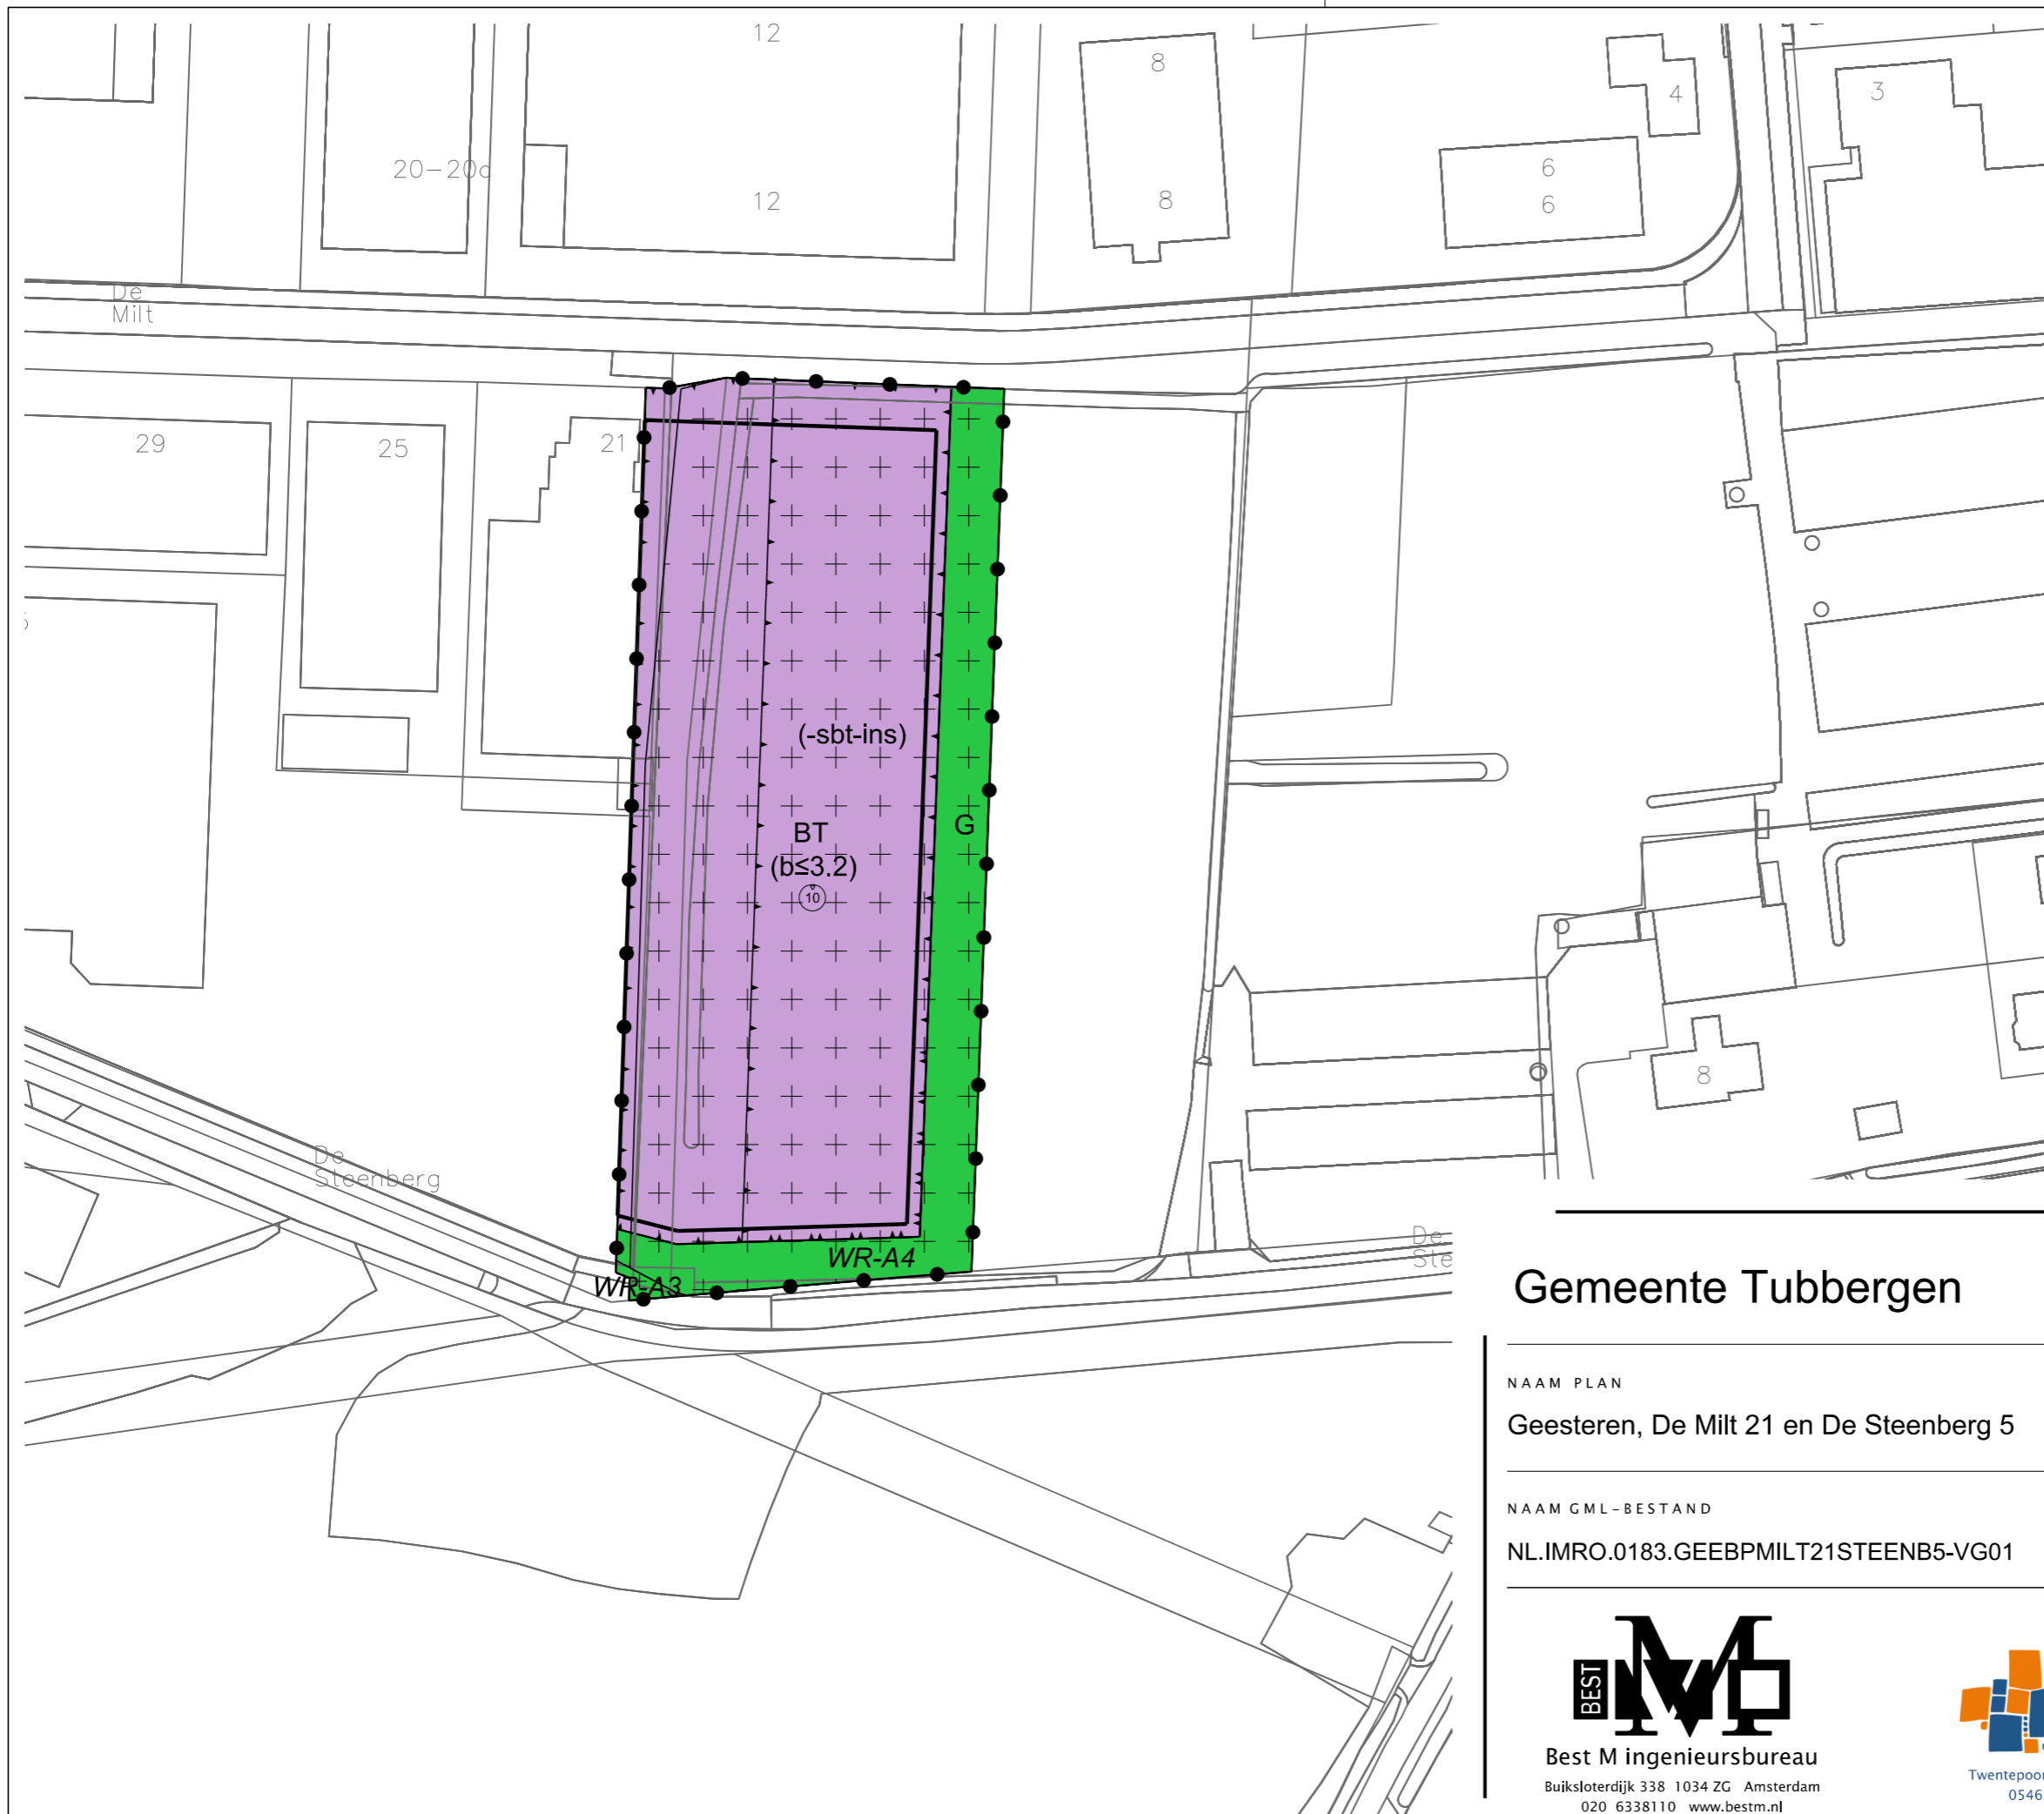 12
8
4
3
20-20d
12
8
6
6
De
Milt
29
25
21
(-sbt-ins)
BT
G
(b≤3.2)
10
8
De
Steenberg
WR-A4
WR-A3
De
Gemeente Tubbergen
NAAM PLAN
Geesteren, De Milt 21 en De Steenberg 5
NAAM GML-BESTAND
NL.IMRO.0183.GEEBPMILT21STEENB5-VG01
BEST
M
Best M ingenieursbureau
Buiksloterdijk 338 1034 ZG Amsterdam
020 6338110 www.bestm.nl
0546